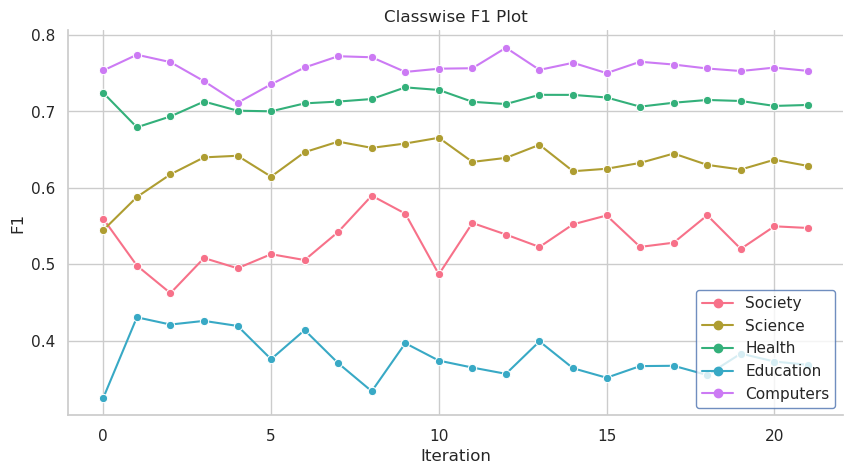 Classwise F1 Plot
0.8
0.7
0.6
0.5
0.4
F1
0 5 10 15 20
Iteration
Society
Science
Health
Education
Computers